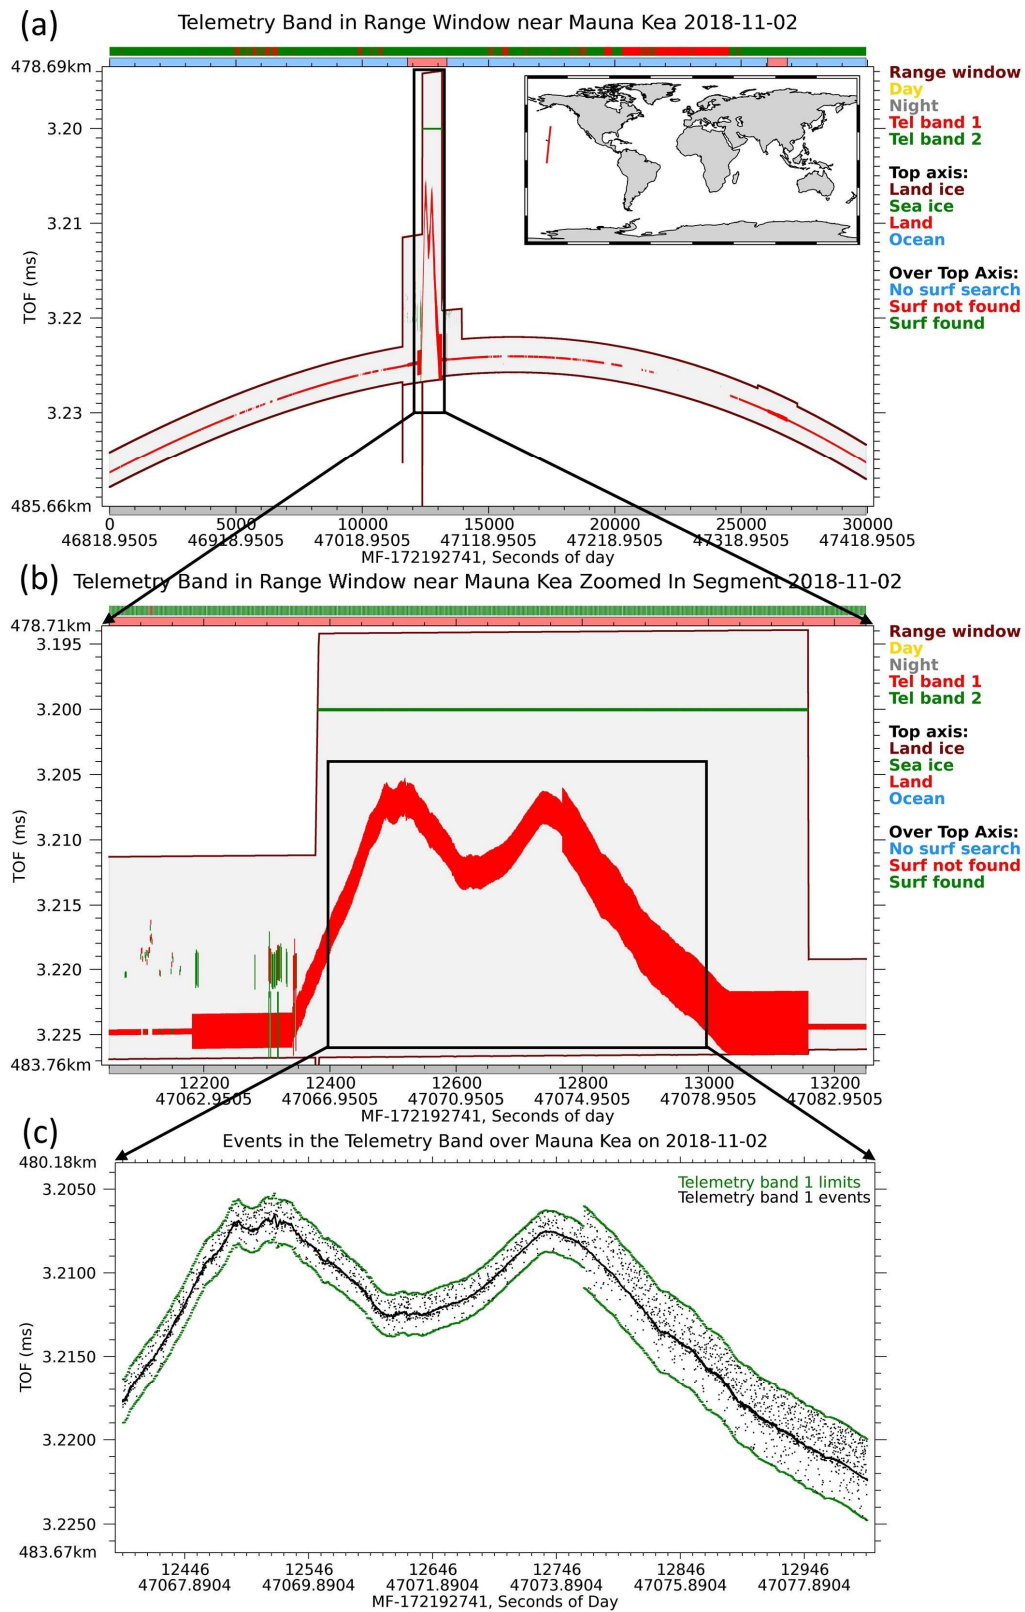 (a)
Telemetry Band in Range Window near Mauna Kea 2018-11-02
478.69km
3.20
3.21
3.22
3.23
485.66km
TOF (ms)
Range window
Day
Night
Tel band 1
Tel band 2
Top axis:
Land ice
Sea ice
Land
Ocean
Over Top Axis:
No surf search
Surf not found
Surf found
0 5000 10000 15000 20000 25000 30000
46818.9505 46918.9505 47018.9505 47118.9505 47218.9505 47318.9505 47418.9505
MF-172192741, Seconds of day
(b)
Telemetry Band in Range Window near Mauna Kea Zoomed In Segment 2018-11-02
478.71km
3.195
3.200
3.205
3.210
3.215
3.220
3.225
483.76km
TOF (ms)
Range window
Day
Night
Tel band 1
Tel band 2
Top axis:
Land ice
Sea ice
Land
Ocean
Over Top Axis:
No surf search
Surf not found
Surf found
12200 12400 12600 12800 13000 13200
47062.9505 47066.9505 47070.9505 47074.9505 47078.9505 47082.9505
MF-172192741, Seconds of day
(c)
Events in the Telemetry Band over Mauna Kea on 2018-11-02
480.18km
3.2050
3.2100
3.2150
3.2200
3.2250
483.67km
TOF (ms)
Telemetry band 1 limits
Telemetry band 1 events
12446 12546 12646 12746 12846 12946
47067.8904 47069.8904 47071.8904 47073.8904 47075.8904 47077.8904
MF-172192741, Seconds of Day